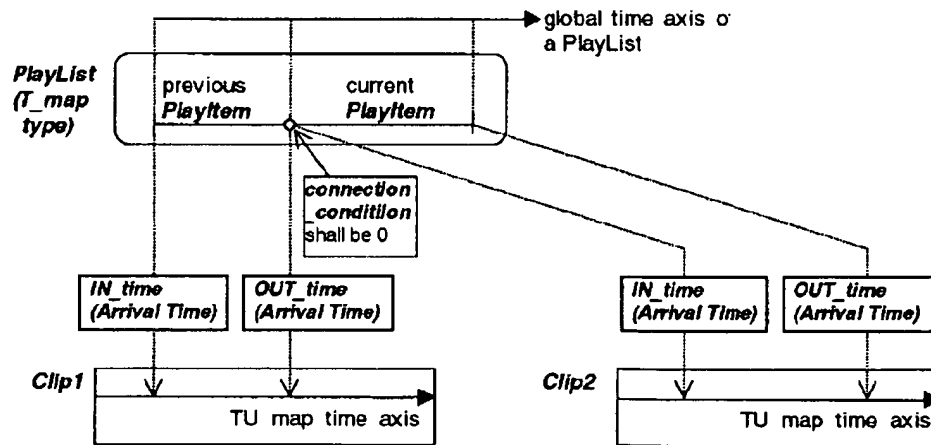 global time axis o
a PlayList
PlayList
(T_map
type)
previous
PlayItem
current
PlayItem
connection
_condition
shall be 0
IN_time
(Arrival Time)
OUT_time
(Arrival Time)
IN_time
(Arrival Time)
OUT_time
(Arrival Time)
Clip1
TU map time axis
Clip2
TU map time axis